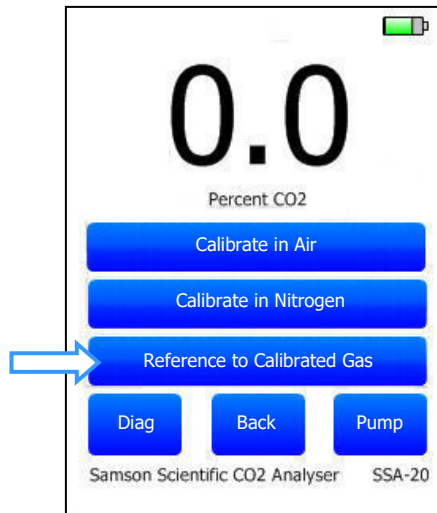 0.0
Percent CO2
Calibrate in Air
Calibrate in Nitrogen
Reference to Calibrated Gas
Diag Back Pump
Samson Scientific CO2 Analyser SSA-20